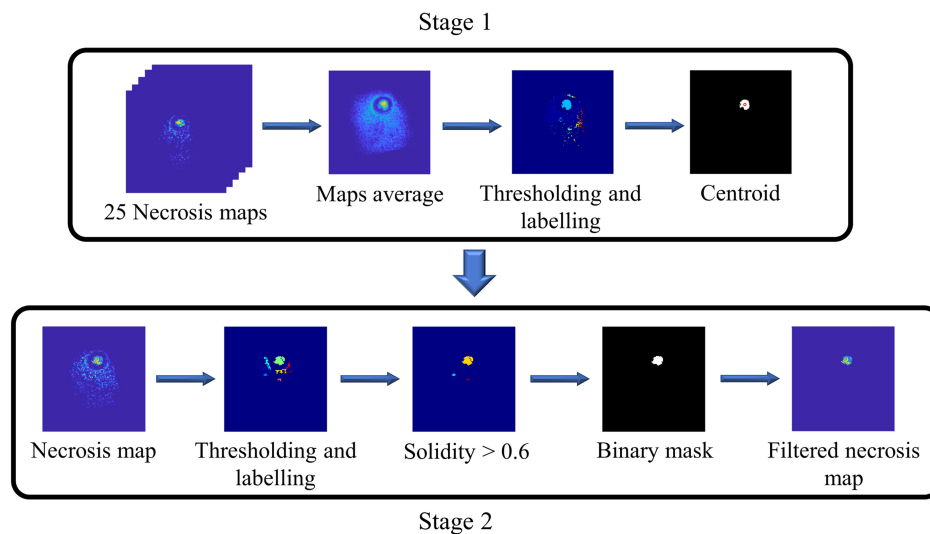 Stage 1
25 Necrosis maps
Maps average
Thresholding and
labelling
Centroid
Necrosis map
Thresholding and
labelling
Solidity > 0.6
Binary mask
Filtered necrosis
map
Stage 2